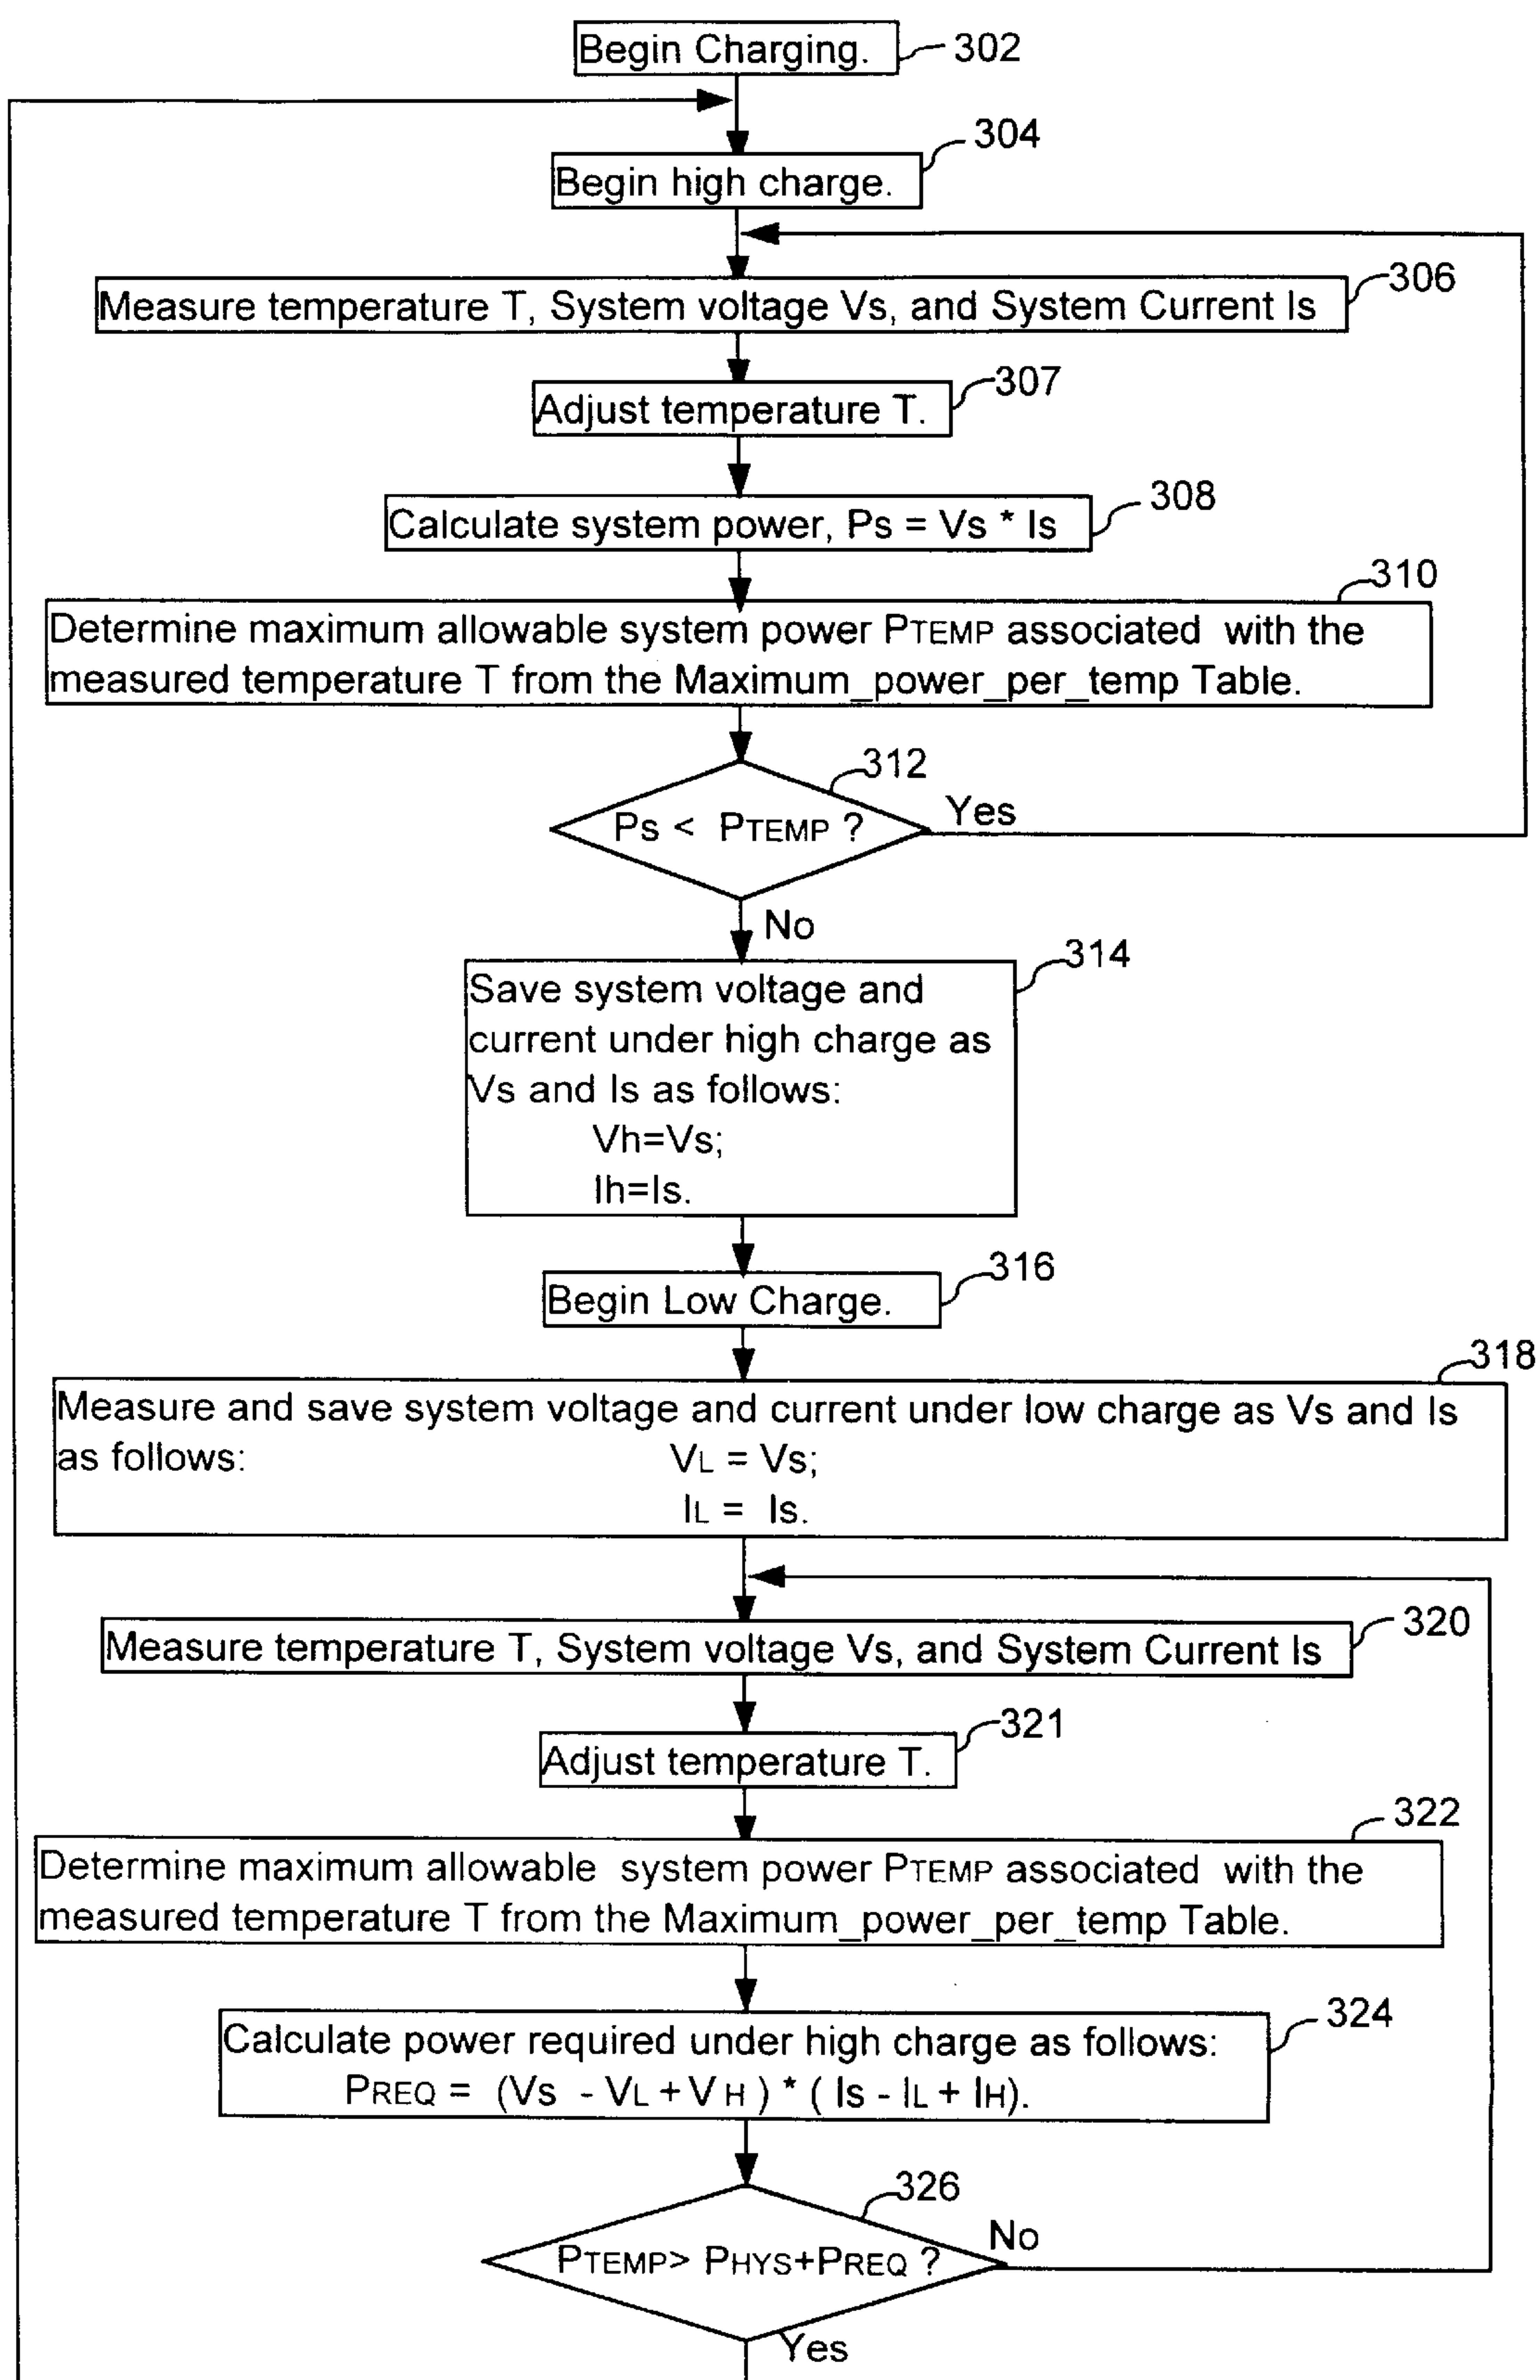 Begin Charging.
302
304
Begin high charge.
306
Measure temperature T, System voltage Vs, and System Current Is
307
Adjust temperature T.
308
Calculate system power, Ps = Vs * Is
310
Determine maximum allowable system power PTEMP associated with the
measured temperature T from the Maximum_power_per_temp Table.
312
Ps < PTEMP ?
Yes
No
314
Save system voltage and
current under high charge as
Vs and Is as follows:
Vh=Vs;
Ih=Is.
316
Begin Low Charge.
318
Measure and save system voltage and current under low charge as Vs and Is
as follows: VL = Vs;
IL = Is.
320
Measure temperature T, System voltage Vs, and System Current Is
321
Adjust temperature T.
322
Determine maximum allowable system power PTEMP associated with the
measured temperature T from the Maximum_power_per_temp Table.
324
Calculate power required under high charge as follows:
PREQ = (Vs - VL + VH ) * ( Is - IL + IH).
326
PTEMP> PHYS+PREQ ?
No
Yes